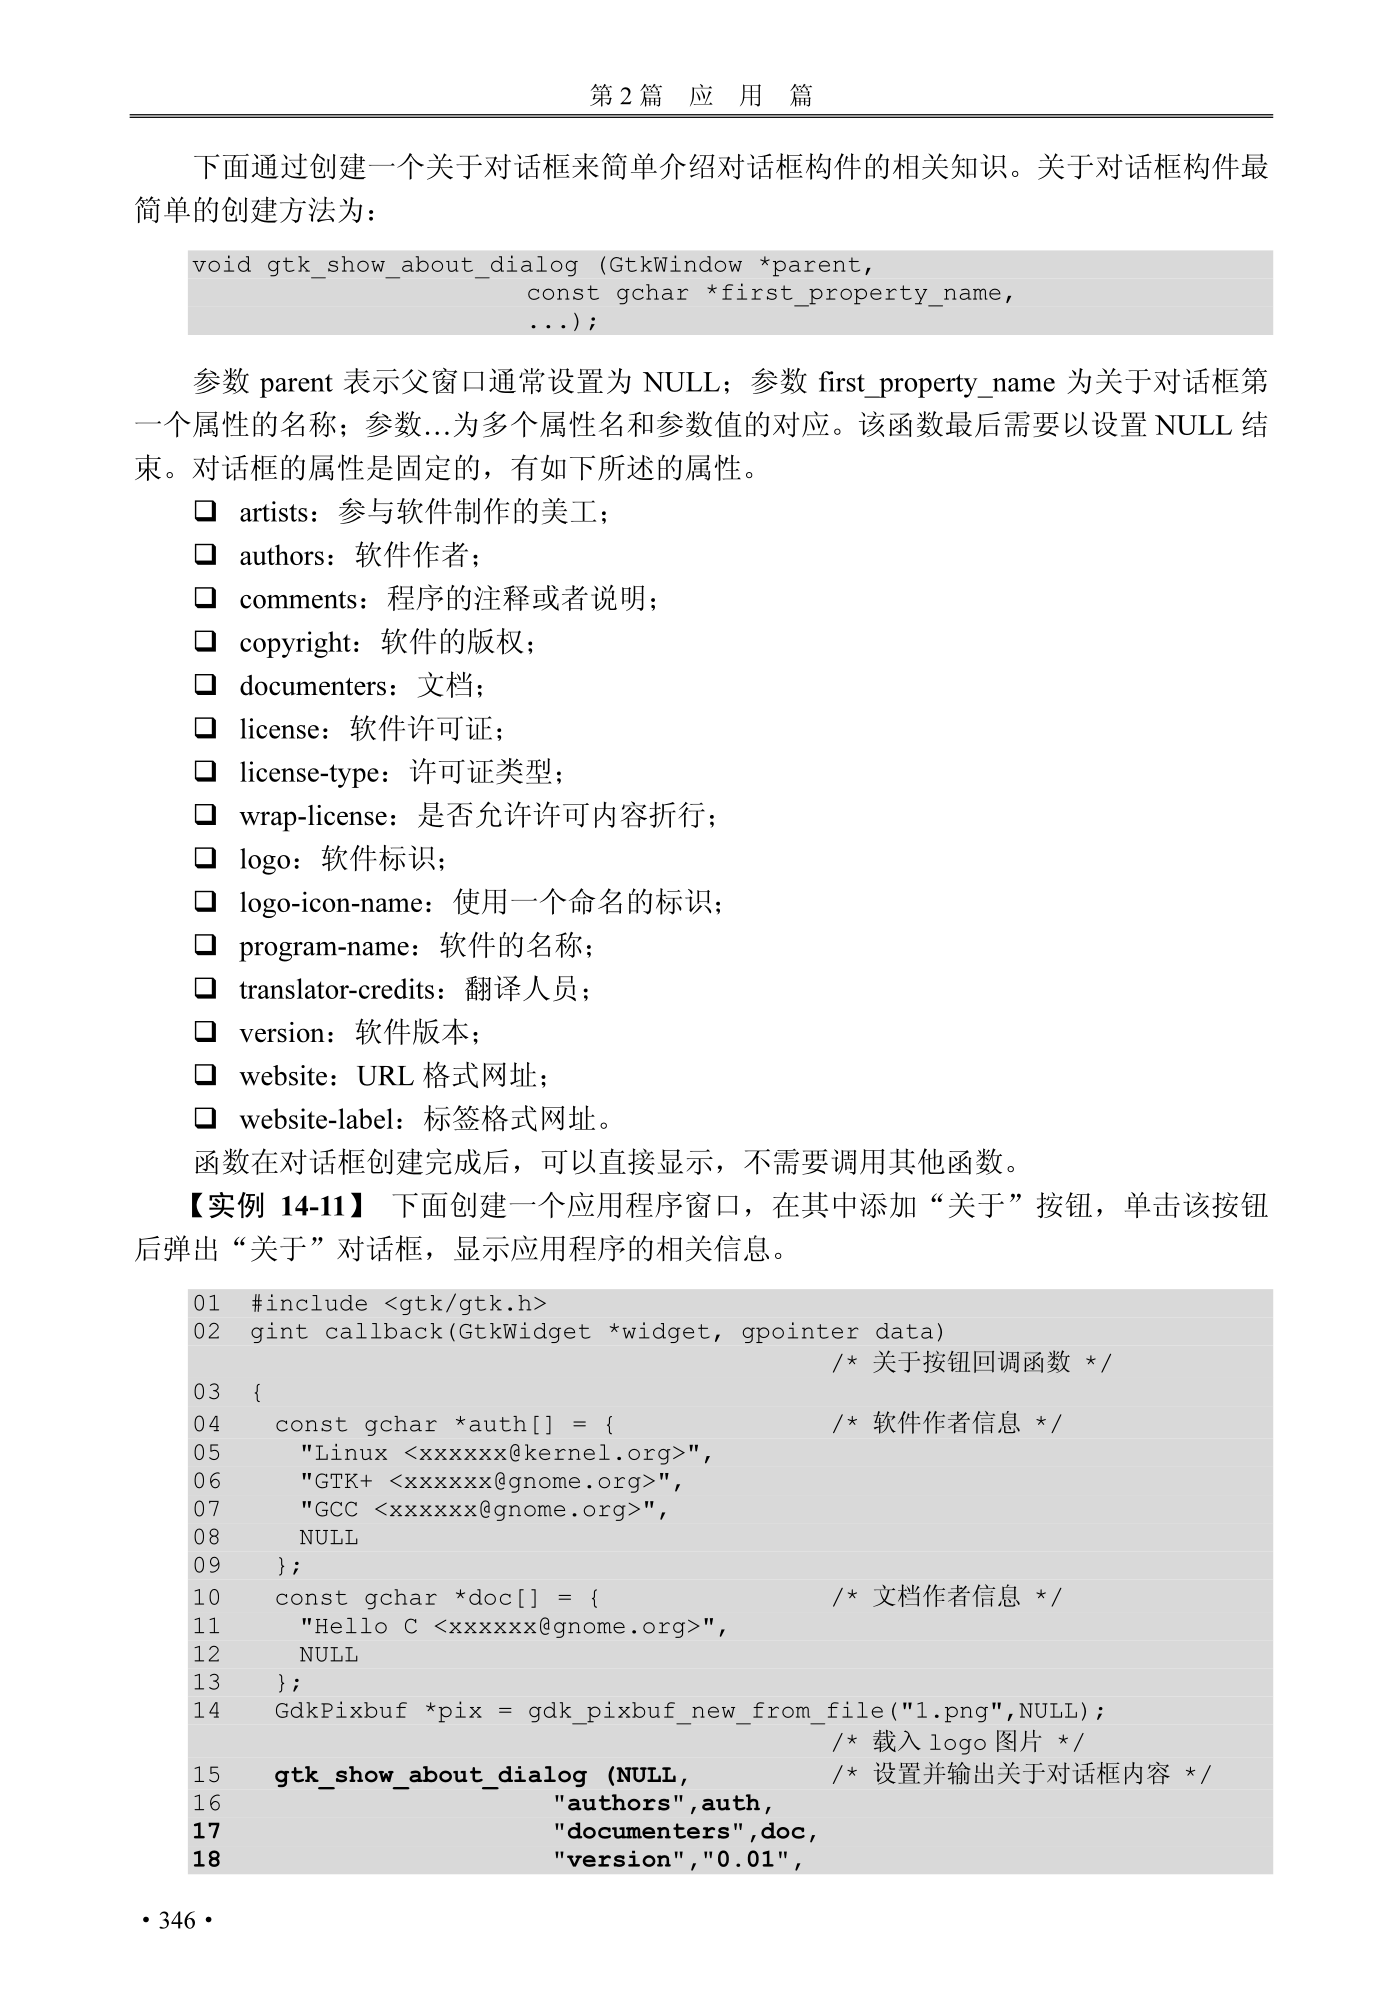 第2篇 应 用 篇
下面通过创建一个关于对话框来简单介绍对话框构件的相关知识。关于对话框构件最
简单的创建方法为：
void gtk_show_about_dialog (GtkWindow *parent,
const gchar *first_property_name,
...);
参数 parent 表示父窗口通常设置为 NULL；参数 first_property_name 为关于对话框第
一个属性的名称；参数…为多个属性名和参数值的对应。该函数最后需要以设置 NULL 结
束。对话框的属性是固定的，有如下所述的属性。
❑ artists：参与软件制作的美工；
❑ authors：软件作者；
❑ comments：程序的注释或者说明；
❑ copyright：软件的版权；
❑ documenters：文档；
❑ license：软件许可证；
❑ license-type：许可证类型；
❑ wrap-license：是否允许许可内容折行；
❑ logo：软件标识；
❑ logo-icon-name：使用一个命名的标识；
❑ program-name：软件的名称；
❑ translator-credits：翻译人员；
❑ version：软件版本；
❑ website：URL 格式网址；
❑ website-label：标签格式网址。
函数在对话框创建完成后，可以直接显示，不需要调用其他函数。
【实例 14-11】 下面创建一个应用程序窗口，在其中添加“关于”按钮，单击该按钮
后弹出“关于”对话框，显示应用程序的相关信息。
01 #include <gtk/gtk.h>
02 gint callback(GtkWidget *widget, gpointer data)
/* 关于按钮回调函数 */
03 {
04 const gchar *auth[] = { /* 软件作者信息 */
05 "Linux <xxxxxx@kernel.org>",
06 "GTK+ <xxxxxx@gnome.org>",
07 "GCC <xxxxxx@gnome.org>",
08 NULL
09 };
10 const gchar *doc[] = { /* 文档作者信息 */
11 "Hello C <xxxxxx@gnome.org>",
12 NULL
13 };
14 GdkPixbuf *pix = gdk_pixbuf_new_from_file("1.png",NULL);
/* 载入 logo 图片 */
15 gtk_show_about_dialog (NULL, /* 设置并输出关于对话框内容 */
16 "authors",auth,
17 "documenters",doc,
18 "version","0.01",
· 346 ·